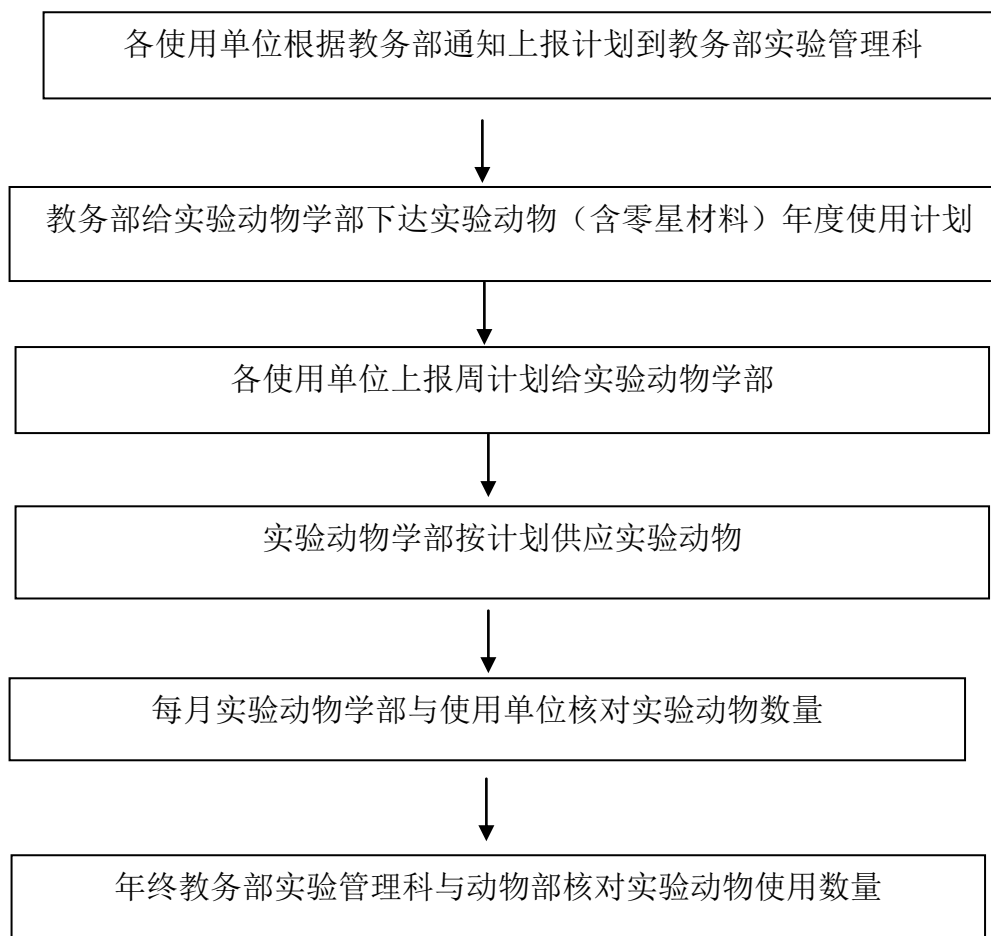 各使用单位根据教务部通知上报计划到教务部实验管理科
教务部给实验动物学部下达实验动物（含零星材料）年度使用计划
各使用单位上报周计划给实验动物学部
实验动物学部按计划供应实验动物
每月实验动物学部与使用单位核对实验动物数量
年终教务部实验管理科与动物部核对实验动物使用数量